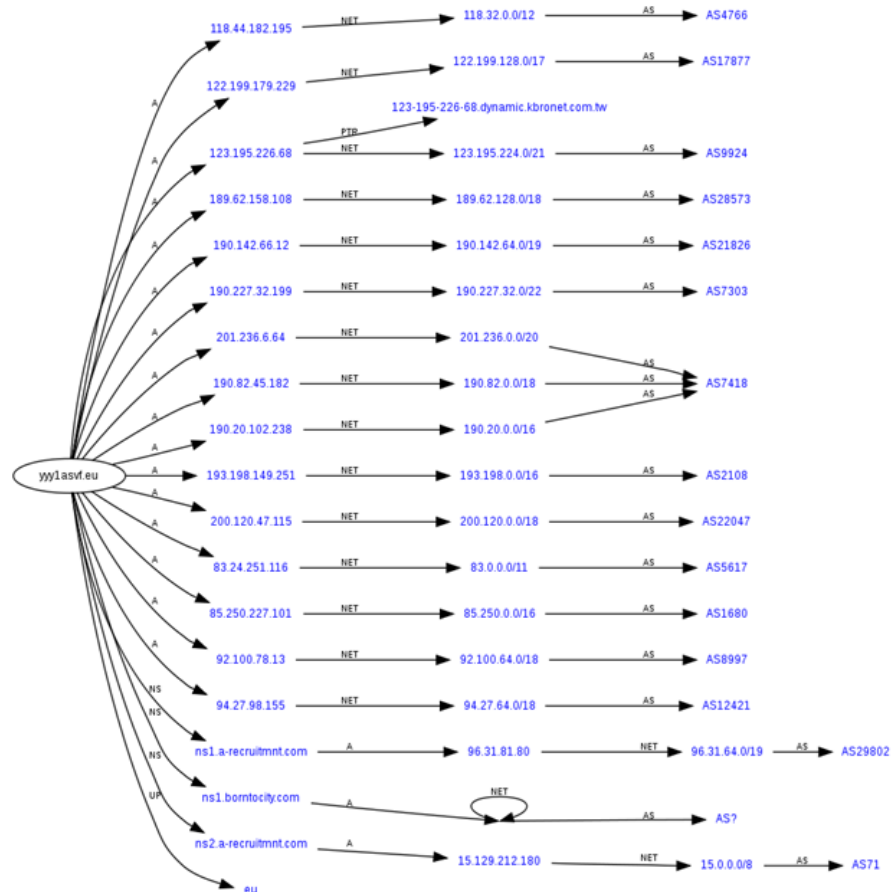 118.44.182.195 NET 118.32.0.0/12 AS AS4766
A 122.199.179.229 NET 122.199.128.0/17 AS AS17877
123-195-226-68.dynamic.kbronet.com.tw
PTR
A 123.195.226.68 NET 123.195.224.0/21 AS AS9924
A 189.62.158.108 NET 189.62.128.0/18 AS AS28573
A 190.142.66.12 NET 190.142.64.0/19 AS AS21826
A 190.227.32.199 NET 190.227.32.0/22 AS AS7303
A 201.236.6.64 NET 201.236.0.0/20 AS
A 190.82.45.182 NET 190.82.0.0/18 AS AS7418
A 190.20.102.238 NET 190.20.0.0/16 AS
yyy1asvf.eu A 193.198.149.251 NET 193.198.0.0/16 AS AS2108
A 200.120.47.115 NET 200.120.0.0/18 AS AS22047
A 83.24.251.116 NET 83.0.0.0/11 AS AS5617
A 85.250.227.101 NET 85.250.0.0/16 AS AS1680
A 92.100.78.13 NET 92.100.64.0/18 AS AS8997
A 94.27.98.155 NET 94.27.64.0/18 AS AS12421
NS ns1.a-recruitmnt.com A 96.31.81.80 NET 96.31.64.0/19 AS AS29802
NS ns1.borntocity.com A NET AS AS?
NS ns2.a-recruitmnt.com A 15.129.212.180 NET 15.0.0.0/8 AS AS71
UP eu